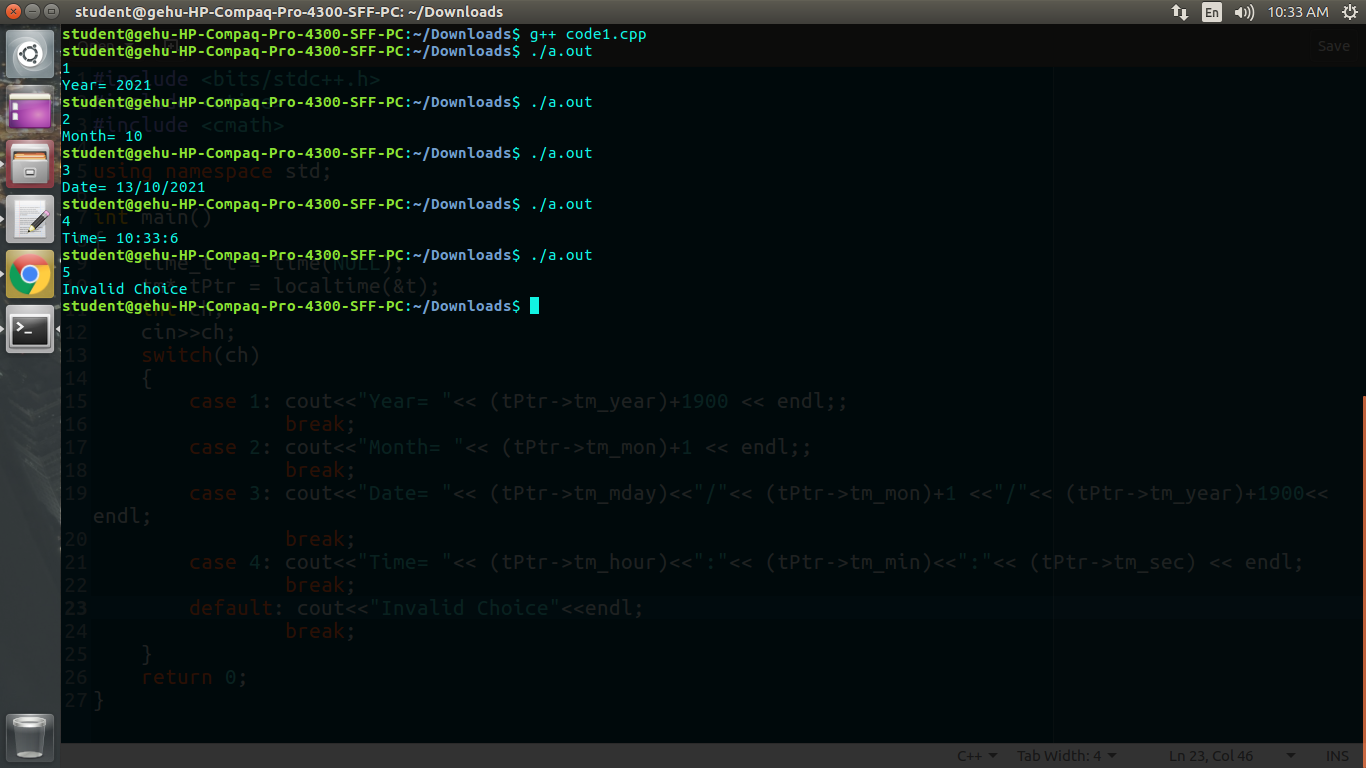 student@gehu-HP-Compaq-Pro-4300-SFF-PC: ~/Downloads
En
10:33 AM
student@gehu-HP-Compaq-Pro-4300-SFF-PC:~/Downloads$ g++ code1.cpp
student@gehu-HP-Compaq-Pro-4300-SFF-PC:~/Downloads$ ./a.out
Save
1
Year= 2021
student@gehu-HP-Compaq-Pro-4300-SFF-PC:~/Downloads$ ./a.out
2
Month= 10
student@gehu-HP-Compaq-Pro-4300-SFF-PC:~/Downloads$ ./a.out
3
Date= 13/10/2021
student@gehu-HP-Compaq-Pro-4300-SFF-PC:~/Downloads$ ./a.out
4
Time= 10:33:6
student@gehu-HP-Compaq-Pro-4300-SFF-PC:~/Downloads$ ./a.out
5
Invalid Choice
student@gehu-HP-Compaq-Pro-4300-SFF-PC:~/Downloads$
#include <bits/stdc++.h>
#include <cmath>
using namespace std;
int main()
time_t t = time(NULL);
tPtr = localtime(&t);
12 cin>>ch;
13 switch(ch)
14 {
15 case 1: cout<<"Year= "<< (tPtr->tm_year)+1900 << endl;;
16 break;
17 case 2: cout<<"Month= "<< (tPtr->tm_mon)+1 << endl;;
18 break;
19 case 3: cout<<"Date= "<< (tPtr->tm_mday)<<"/"<< (tPtr->tm_mon)+1 <<"/"<< (tPtr->tm_year)+1900<<
endl;
20 break;
21 case 4: cout<<"Time= "<< (tPtr->tm_hour)<<":"<< (tPtr->tm_min)<<":"<< (tPtr->tm_sec) << endl;
22 break;
23 default: cout<<"Invalid Choice"<<endl;
24 break;
25 }
26 return 0;
27 }
C++ Tab Width: 4 Ln 23, Col 46 INS